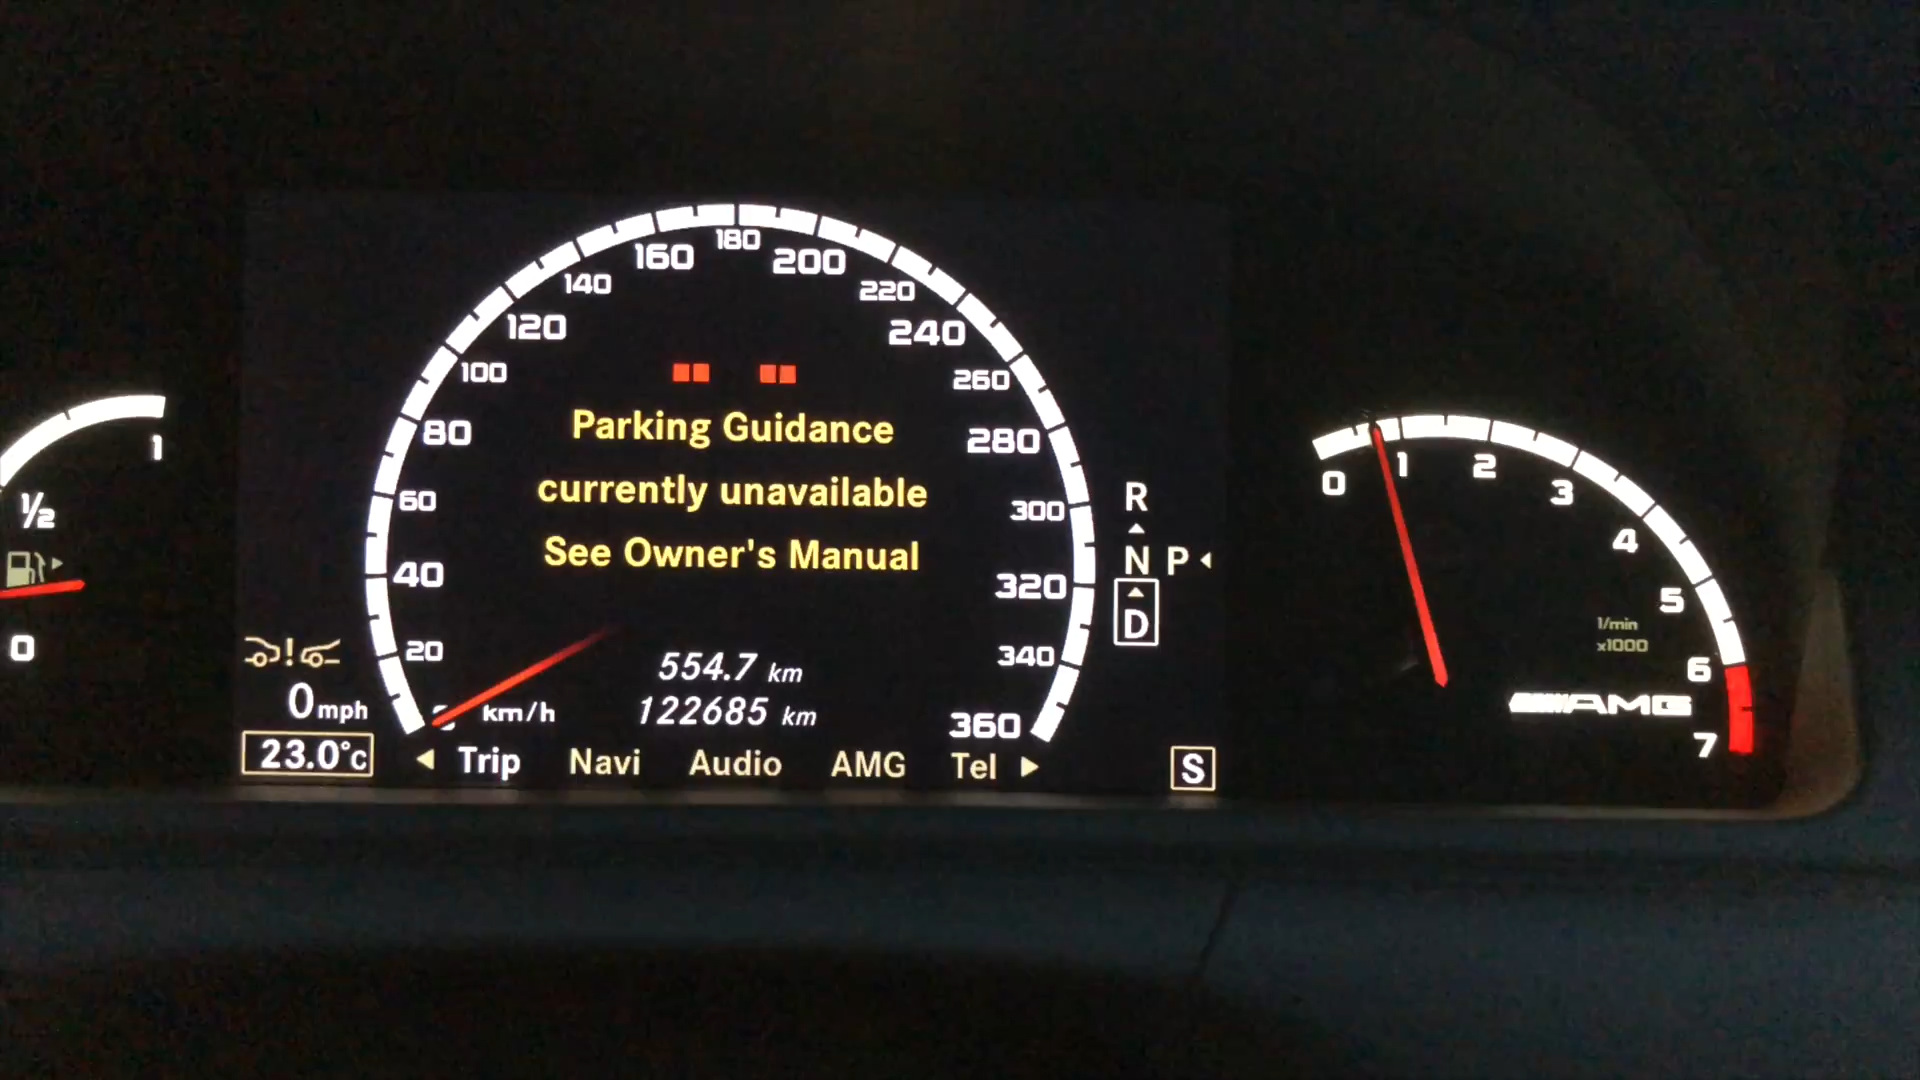 1
½
0
0
20
40
60
80
100
120
140
160
180
200
220
240
260
280
300
320
340
360
Parking Guidance
currently unavailable
See Owner's Manual
R
N P
D
554.7 km
122685 km
km/h
0 mph
23.0°C
Trip Navi Audio AMG Tel
S
0
1
2
3
4
5
6
7
1/min
x1000
AMG